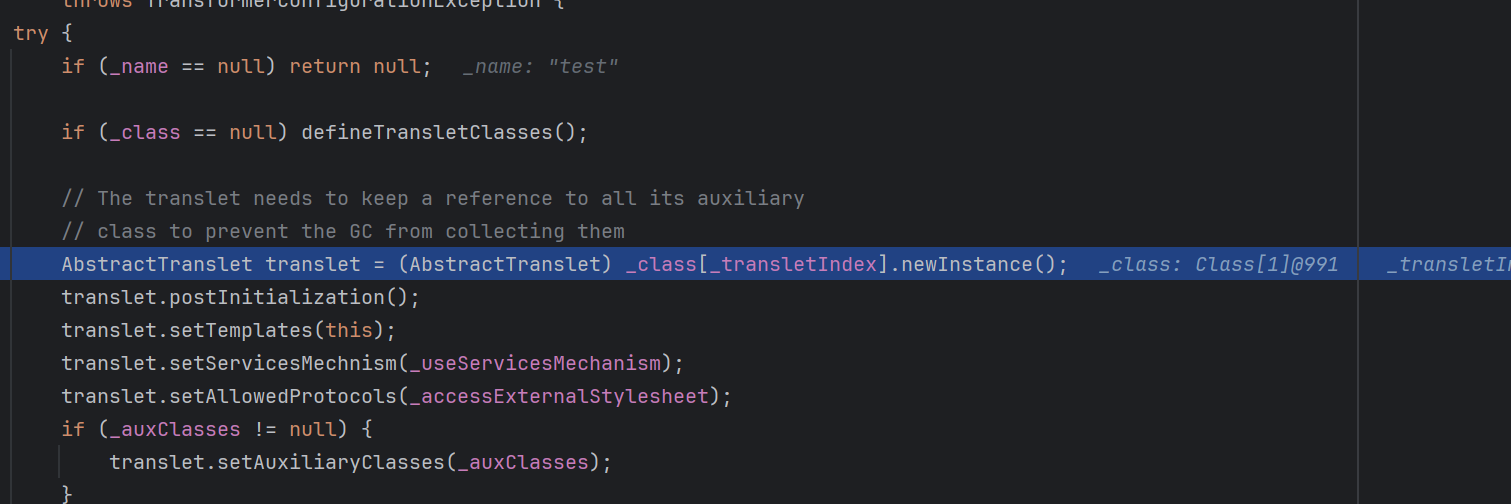 throws TransformerConfigurationException {
try {
if (_name == null) return null; _name: "test"
if (_class == null) defineTransletClasses();
// The translet needs to keep a reference to all its auxiliary
// class to prevent the GC from collecting them
AbstractTranslet translet = (AbstractTranslet) _class[_transletIndex].newInstance(); _class: Class[1]@991 _transletIn
translet.postInitialization();
translet.setTemplates(this);
translet.setServicesMechnism(_useServicesMechanism);
translet.setAllowedProtocols(_accessExternalStylesheet);
if (_auxClasses != null) {
translet.setAuxiliaryClasses(_auxClasses);
}